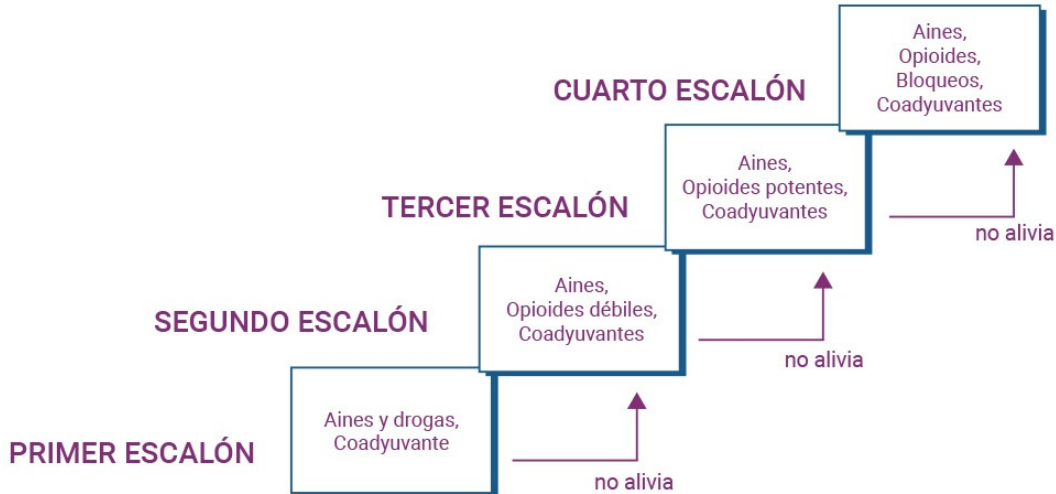 Aines,
Opioides,
Bloqueos,
Coadyuvantes
CUARTO ESCALÓN
no alivia
Aines,
Opioides potentes,
Coadyuvantes
TERCER ESCALÓN
no alivia
Aines,
Opioides débiles,
Coadyuvantes
SEGUNDO ESCALÓN
no alivia
Aines y drogas,
Coadyuvante
PRIMER ESCALÓN